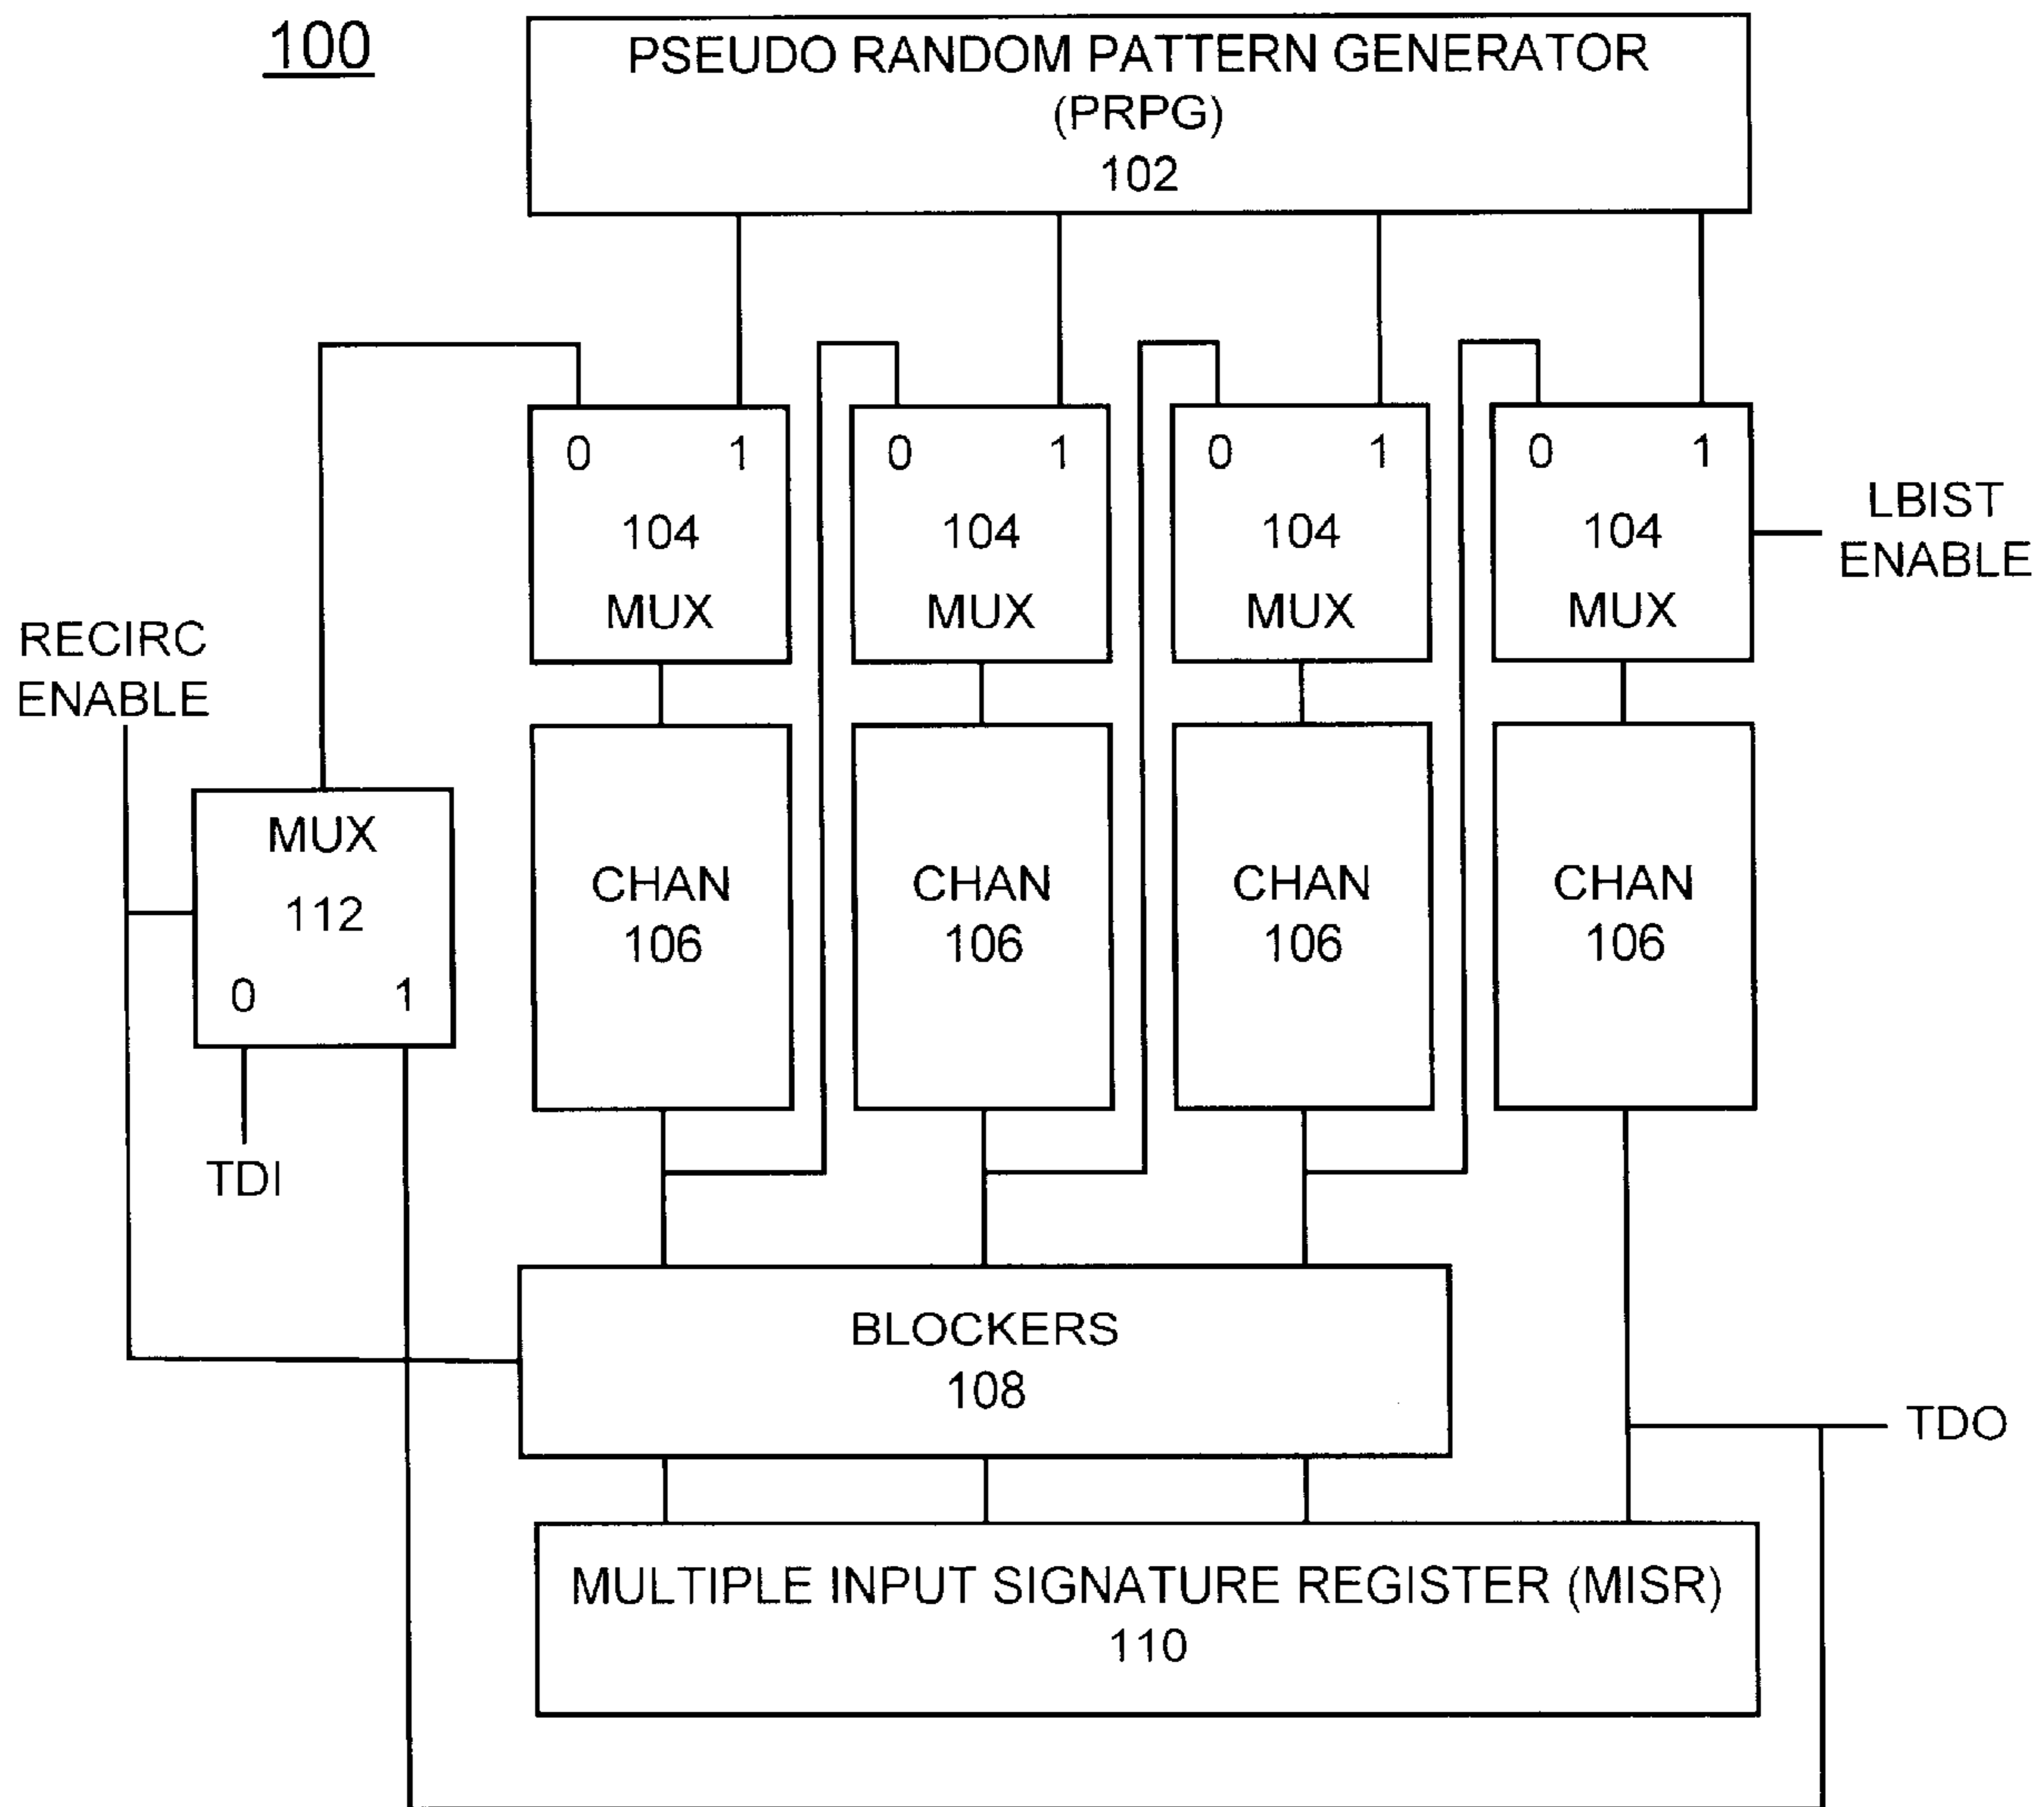 100
PSEUDO RANDOM PATTERN GENERATOR
(PRPG)
102
0 1
104
MUX
0 1
104
MUX
0 1
104
MUX
0 1
104
MUX
LBIST
ENABLE
RECIRC
ENABLE
MUX
112
0 1
TDI
CHAN
106
CHAN
106
CHAN
106
CHAN
106
BLOCKERS
108
TDO
MULTIPLE INPUT SIGNATURE REGISTER (MISR)
110